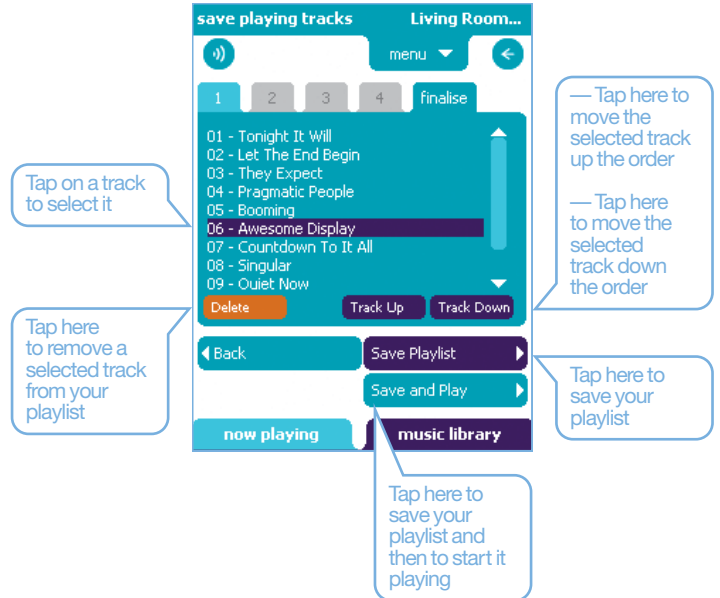 save playing tracks Living Room...
menu
1 2 3 4 finalise
01 - Tonight It Will
02 - Let The End Begin
03 - They Expect
04 - Pragmatic People
05 - Booming
06 - Awesome Display
07 - Countdown To It All
08 - Singular
09 - Quiet Now
Delete Track Up Track Down
Back Save Playlist
Save and Play
now playing music library
Tap on a track
to select it
Tap here
to remove a
selected track
from your
playlist
— Tap here to
move the
selected track
up the order
— Tap here
to move the
selected
track down
the order
Tap here to
save your
playlist
Tap here to
save your
playlist and
then to start it
playing